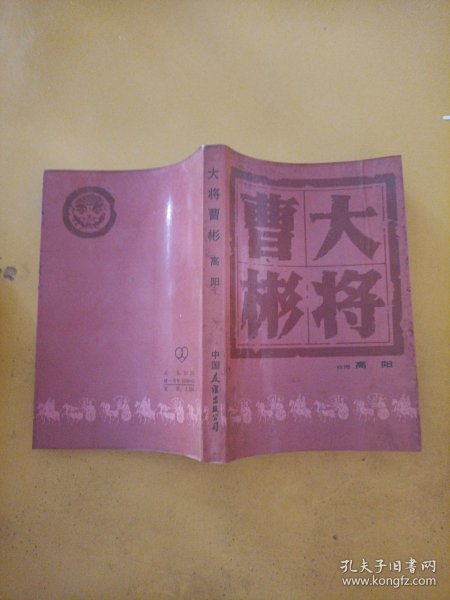 大将
曹彬
台湾 高阳
大将曹彬 高阳
中国友谊出版公司
孔夫子旧书网
www.kongfz.com